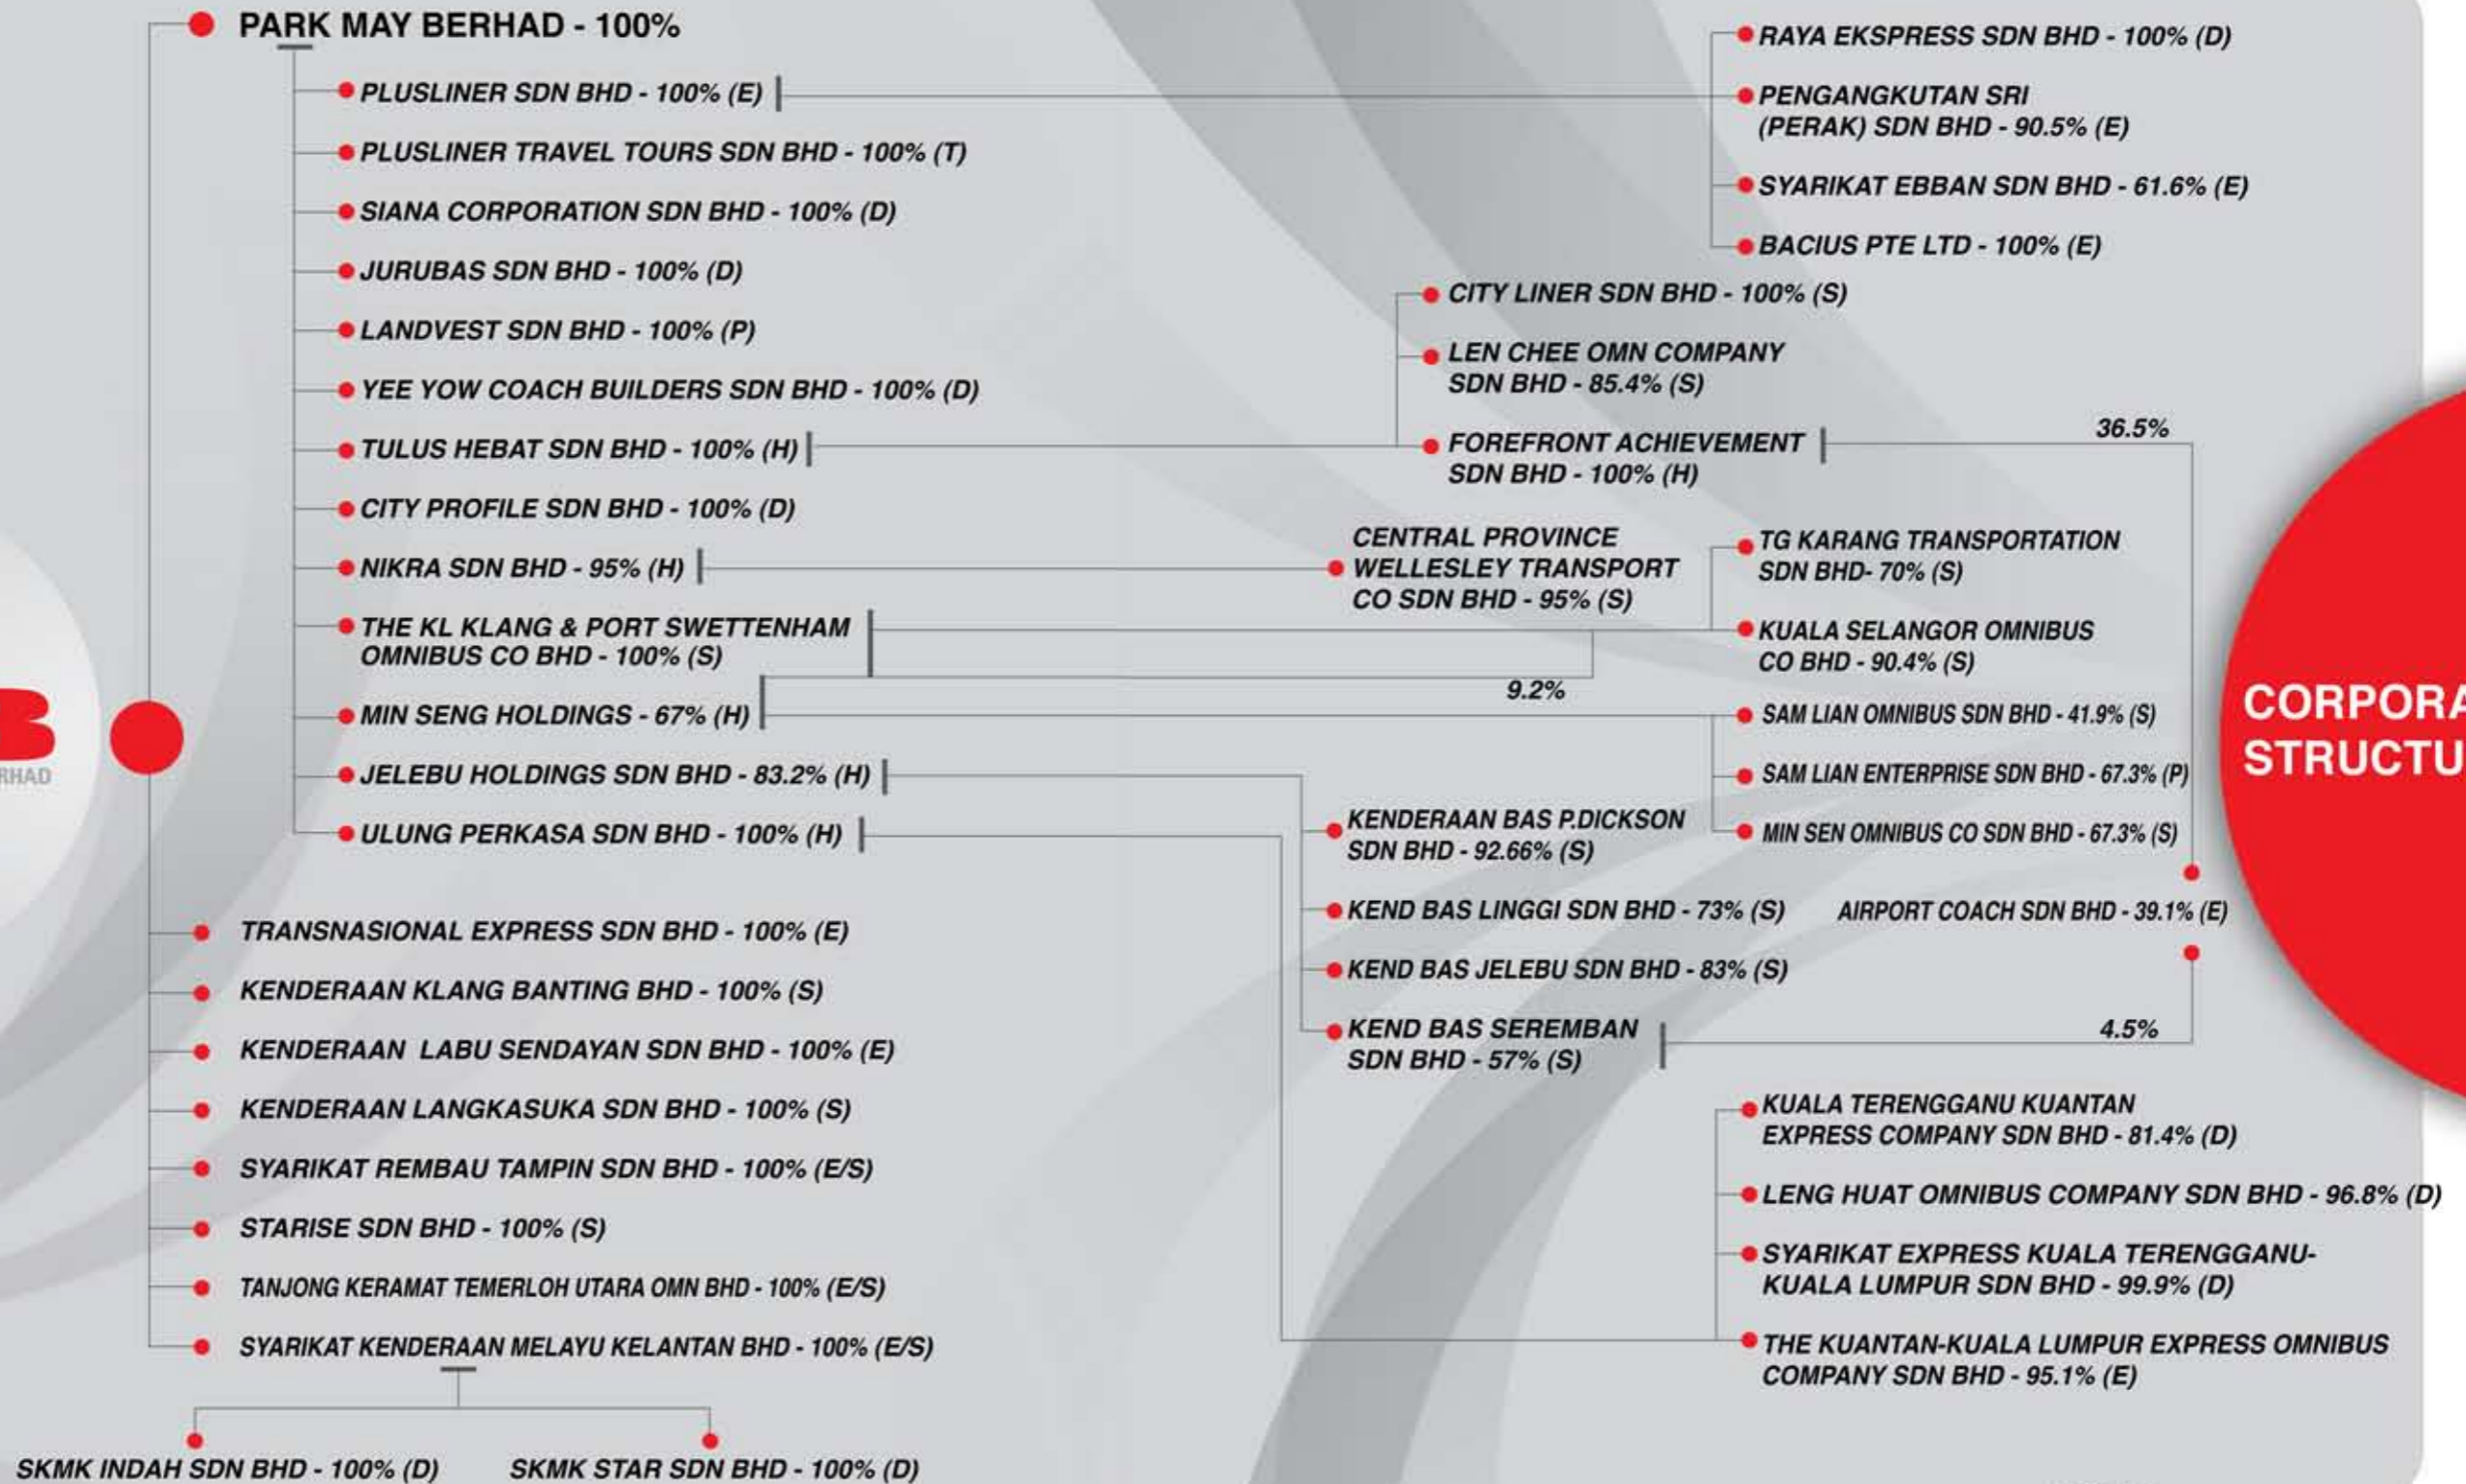 PARK MAY BERHAD - 100%
PLUSLINER SDN BHD - 100% (E)
PLUSLINER TRAVEL TOURS SDN BHD - 100% (T)
SIANA CORPORATION SDN BHD - 100% (D)
JURUBAS SDN BHD - 100% (D)
LANDVEST SDN BHD - 100% (P)
YEE YOW COACH BUILDERS SDN BHD - 100% (D)
TULUS HEBAT SDN BHD - 100% (H)
CITY PROFILE SDN BHD - 100% (D)
NIKRA SDN BHD - 95% (H)
THE KL KLANG & PORT SWETTENHAM
OMNIBUS CO BHD - 100% (S)
MIN SENG HOLDINGS - 67% (H)
JELEBU HOLDINGS SDN BHD - 83.2% (H)
ULUNG PERKASA SDN BHD - 100% (H)
B
RHAD
TRANSNASIONAL EXPRESS SDN BHD - 100% (E)
KENDERAAN KLANG BANTING BHD - 100% (S)
KENDERAAN LABU SENDAYAN SDN BHD - 100% (E)
KENDERAAN LANGKASUKA SDN BHD - 100% (S)
SYARIKAT REMBAU TAMPIN SDN BHD - 100% (E/S)
STARISE SDN BHD - 100% (S)
TANJONG KERAMAT TEMERLOH UTARA OMN BHD - 100% (E/S)
SYARIKAT KENDERAAN MELAYU KELANTAN BHD - 100% (E/S)
SKMK INDAH SDN BHD - 100% (D)
SKMK STAR SDN BHD - 100% (D)
RAYA EKSPRESS SDN BHD - 100% (D)
PENGANGKUTAN SRI
(PERAK) SDN BHD - 90.5% (E)
SYARIKAT EBBAN SDN BHD - 61.6% (E)
BACIUS PTE LTD - 100% (E)
CITY LINER SDN BHD - 100% (S)
LEN CHEE OMN COMPANY
SDN BHD - 85.4% (S)
FOREFRONT ACHIEVEMENT
SDN BHD - 100% (H)
36.5%
CENTRAL PROVINCE
WELLESLEY TRANSPORT
CO SDN BHD - 95% (S)
TG KARANG TRANSPORTATION
SDN BHD- 70% (S)
KUALA SELANGOR OMNIBUS
CO BHD - 90.4% (S)
9.2%
SAM LIAN OMNIBUS SDN BHD - 41.9% (S)
SAM LIAN ENTERPRISE SDN BHD - 67.3% (P)
MIN SEN OMNIBUS CO SDN BHD - 67.3% (S)
KENDERAAN BAS P.DICKSON
SDN BHD - 92.66% (S)
KEND BAS LINGGI SDN BHD - 73% (S)
AIRPORT COACH SDN BHD - 39.1% (E)
KEND BAS JELEBU SDN BHD - 83% (S)
KEND BAS SEREMBAN
SDN BHD - 57% (S)
4.5%
KUALA TERENGGANU KUANTAN
EXPRESS COMPANY SDN BHD - 81.4% (D)
LENG HUAT OMNIBUS COMPANY SDN BHD - 96.8% (D)
SYARIKAT EXPRESS KUALA TERENGGANU-
KUALA LUMPUR SDN BHD - 99.9% (D)
THE KUANTAN-KUALA LUMPUR EXPRESS OMNIBUS
COMPANY SDN BHD - 95.1% (E)
CORPORA
STRUCTU